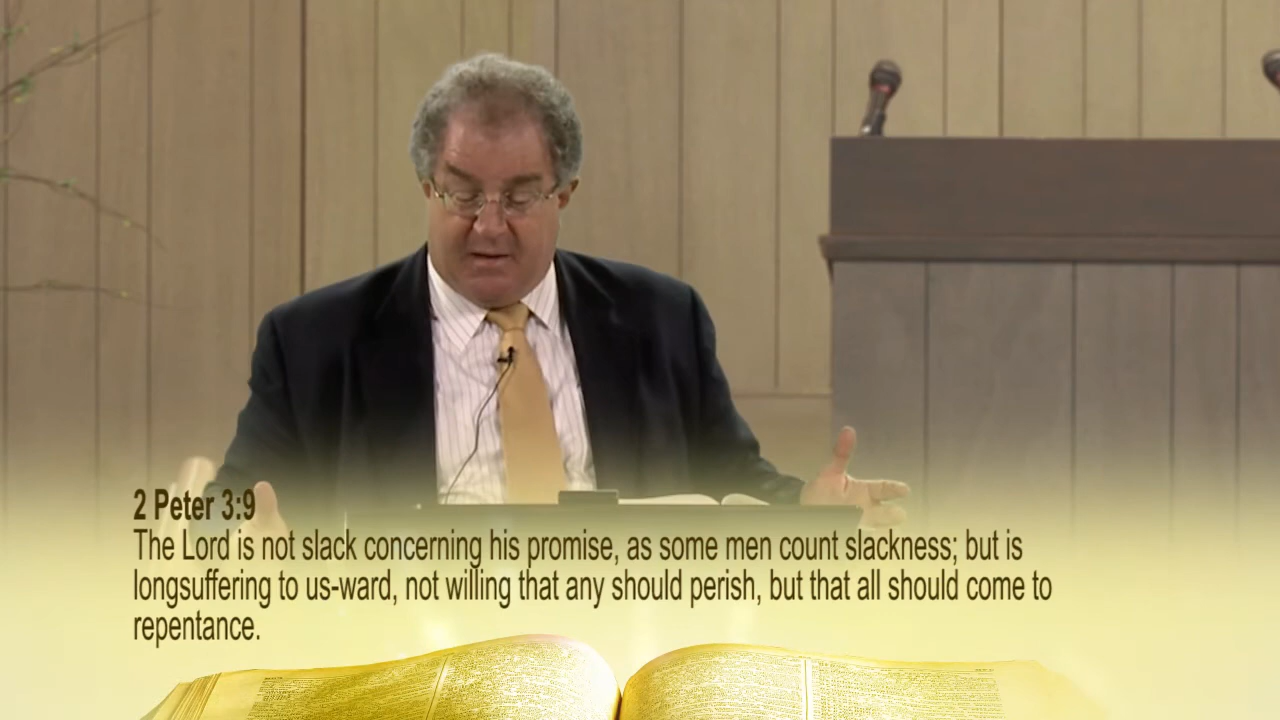 2 Peter 3:9
The Lord is not slack concerning his promise, as some men count slackness; but is
longsuffering to us-ward, not willing that any should perish, but that all should come to
repentance.